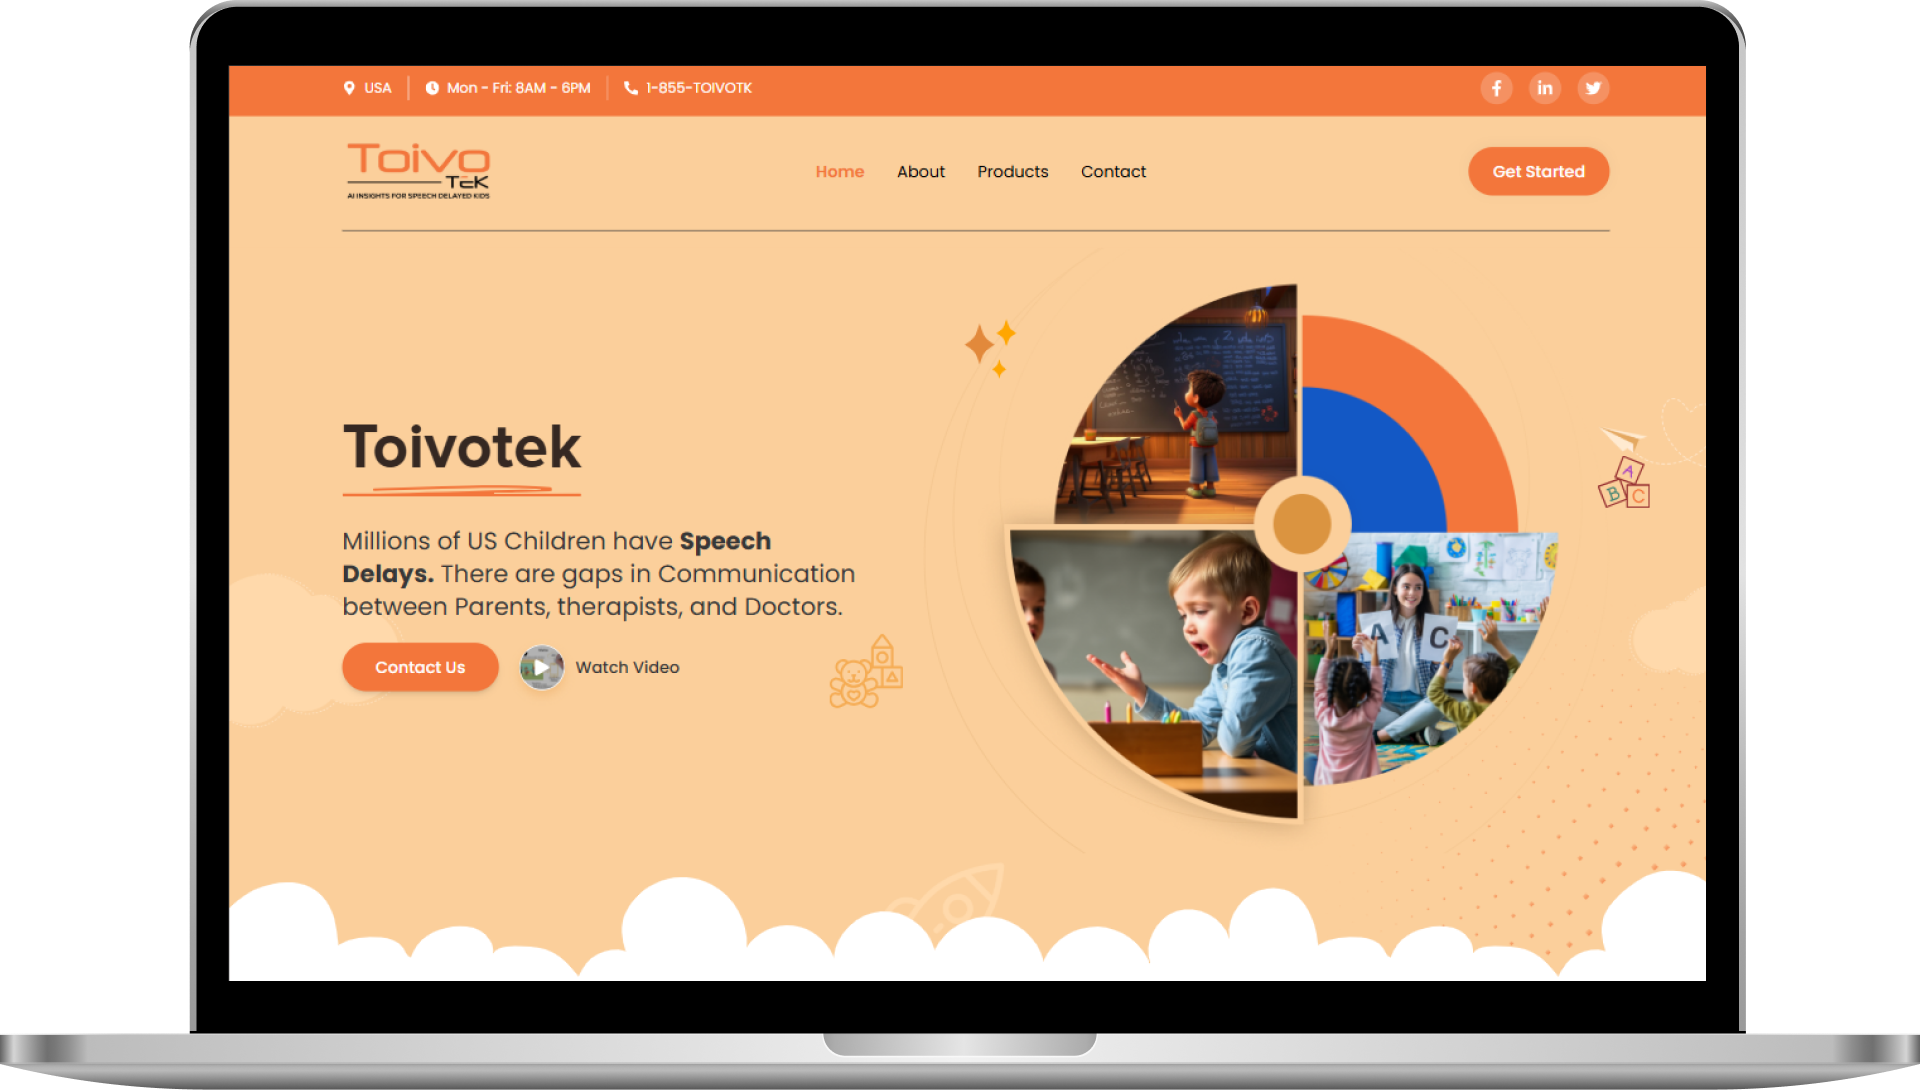 USA
Mon - Fri: 8AM - 6PM
1-855-TOIVOTK
Toivo
TEK
AI INSIGHTS FOR SPEECH DELAYED KIDS
Home
About
Products
Contact
Get Started
Toivotek
Millions of US Children have Speech
Delays. There are gaps in Communication
between Parents, therapists, and Doctors.
Contact Us
Watch Video
A
B
C
A
C